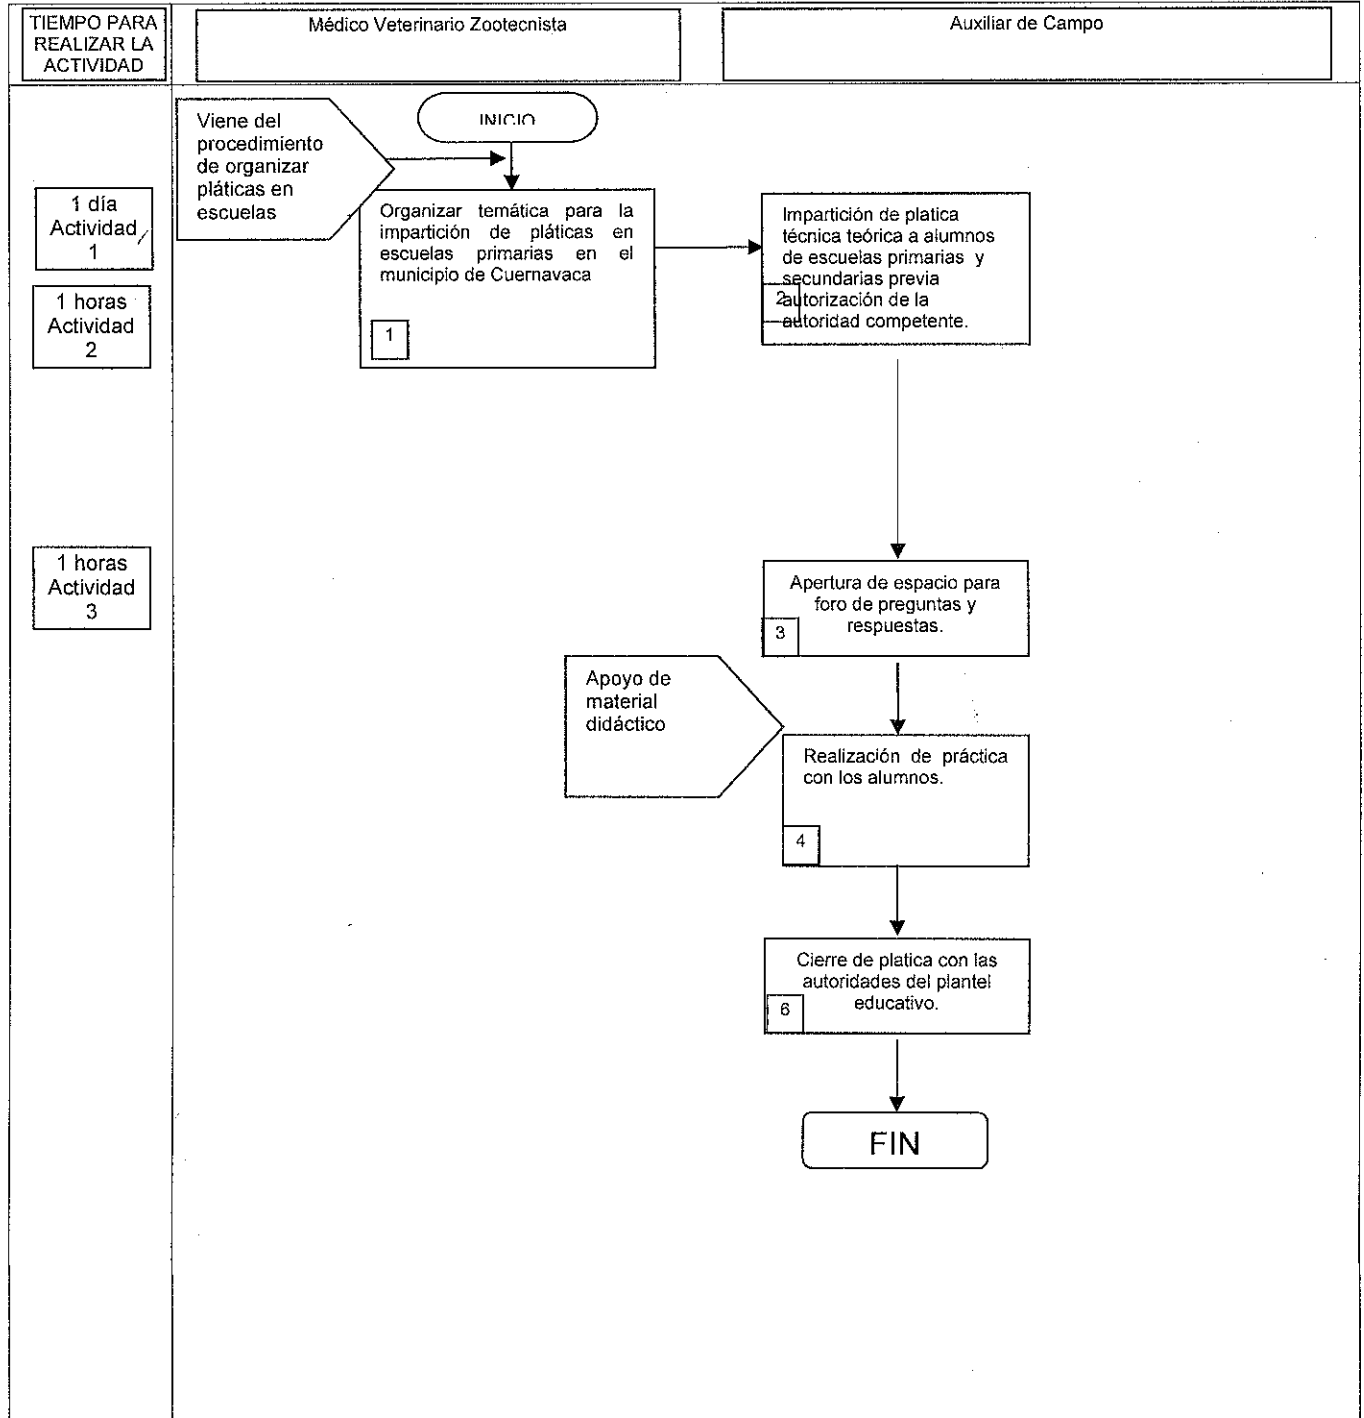 TIEMPO PARA
REALIZAR LA
ACTIVIDAD
Médico Veterinario Zootecnista
Auxiliar de Campo
Viene del
procedimiento
de organizar
pláticas en
escuelas
INICIO
1 día
Actividad
1
Organizar temática para la
impartición de pláticas en
escuelas primarias en el
municipio de Cuernavaca
1
Impartición de platica
técnica teórica a alumnos
de escuelas primarias y
secundarias previa
autorización de la
autoridad competente.
2
1 horas
Actividad
2
1 horas
Actividad
3
Apertura de espacio para
foro de preguntas y
respuestas.
3
Apoyo de
material
didáctico
Realización de práctica
con los alumnos.
4
Cierre de platica con las
autoridades del plantel
educativo.
6
FIN